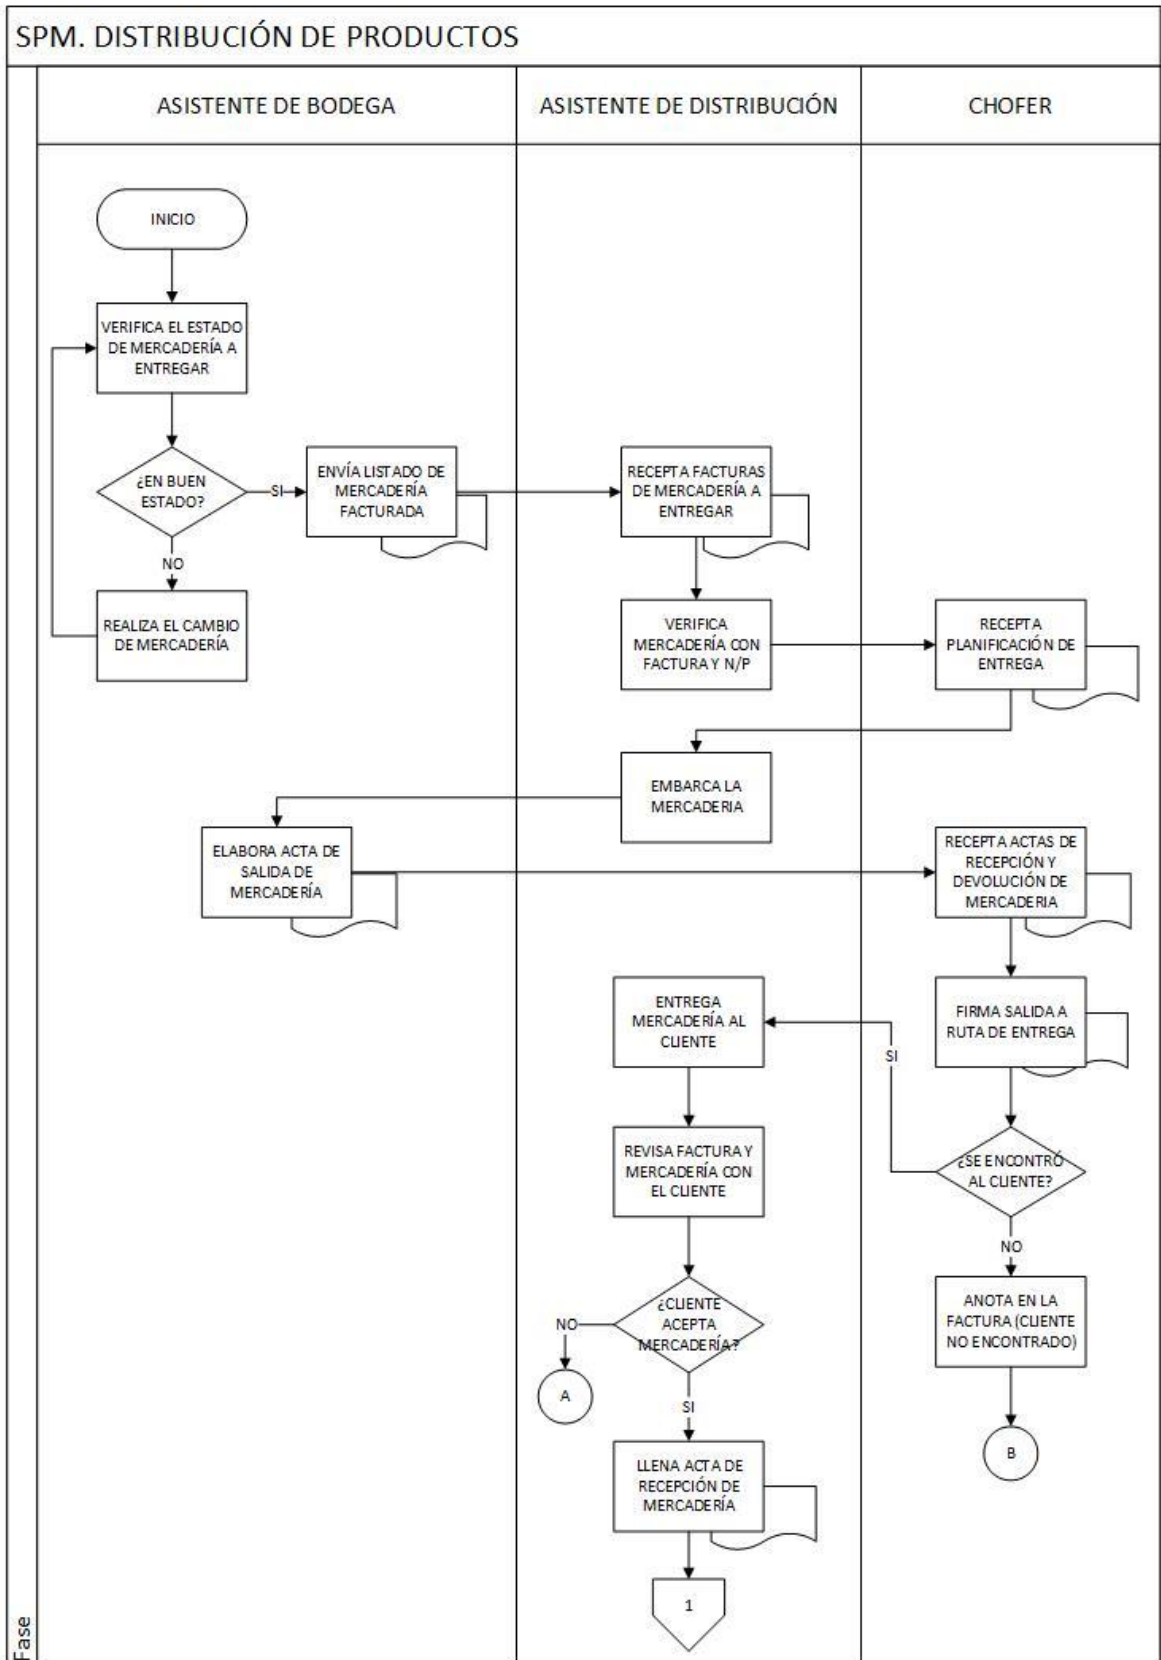 SPM. DISTRIBUCIÓN DE PRODUCTOS
ASISTENTE DE BODEGA
ASISTENTE DE DISTRIBUCIÓN
CHOFER
INICIO
VERIFICA EL ESTADO
DE MERCADERÍA A
ENTREGAR
¿EN BUEN
ESTADO?
SI
ENVÍA LISTADO DE
MERCADERÍA
FACTURADA
RECEPTA FACTURAS
DE MERCADERÍA A
ENTREGAR
NO
REALIZA EL CAMBIO
DE MERCADERÍA
VERIFICA
MERCADERÍA CON
FACTURA Y N/P
RECEPTA
PLANIFICACIÓN DE
ENTREGA
EMBARCA LA
MERCADERIA
ELABORA ACTA DE
SALIDA DE
MERCADERÍA
RECEPTA ACTAS DE
RECEPCIÓN Y
DEVOLUCIÓN DE
MERCADERIA
ENTREGA
MERCADERÍA AL
CLIENTE
FIRMA SALIDA A
RUTA DE ENTREGA
SI
REVISA FACTURA Y
MERCADERÍA CON
EL CLIENTE
¿SE ENCONTRÓ
AL CLIENTE?
NO
¿CLIENTE
ACEPTA
MERCADERÍA?
NO
ANOTA EN LA
FACTURA (CLIENTE
NO ENCONTRADO)
A
SI
B
LLENA ACTA DE
RECEPCIÓN DE
MERCADERÍA
1
Fase